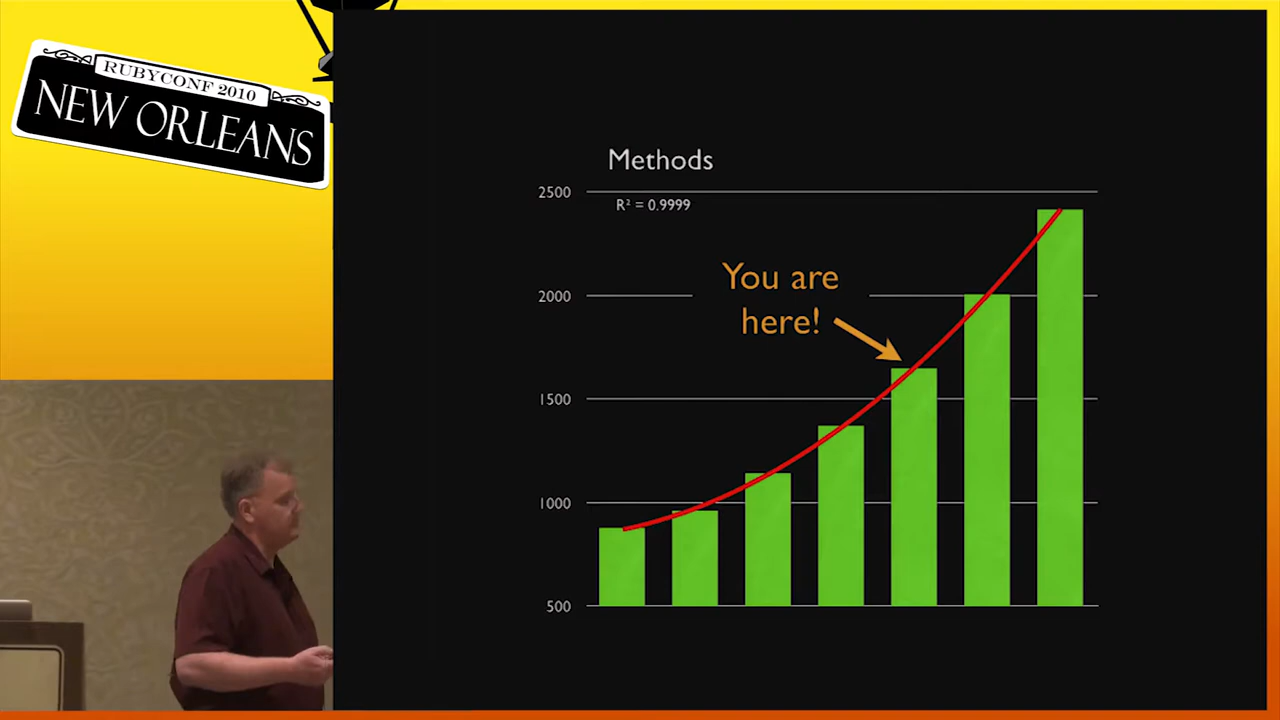 RUBYCONF 2010
NEW ORLEANS
Methods
2500
R² = 0.9999
You are
here!
2000
1500
1000
500